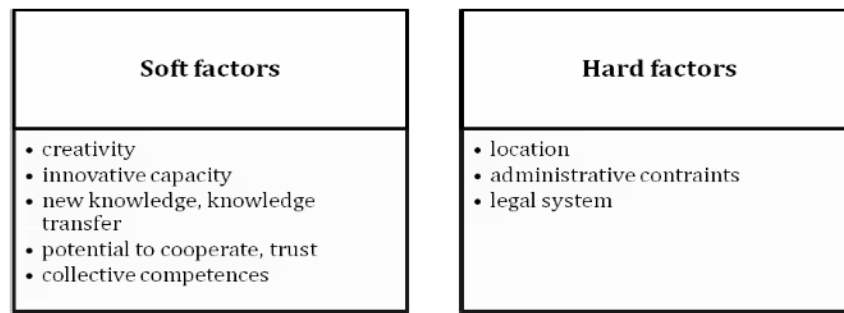 Soft factors
• creativity
• innovative capacity
• new knowledge, knowledge
transfer
• potential to cooperate, trust
• collective competences
Hard factors
• location
• administrative contraints
• legal system